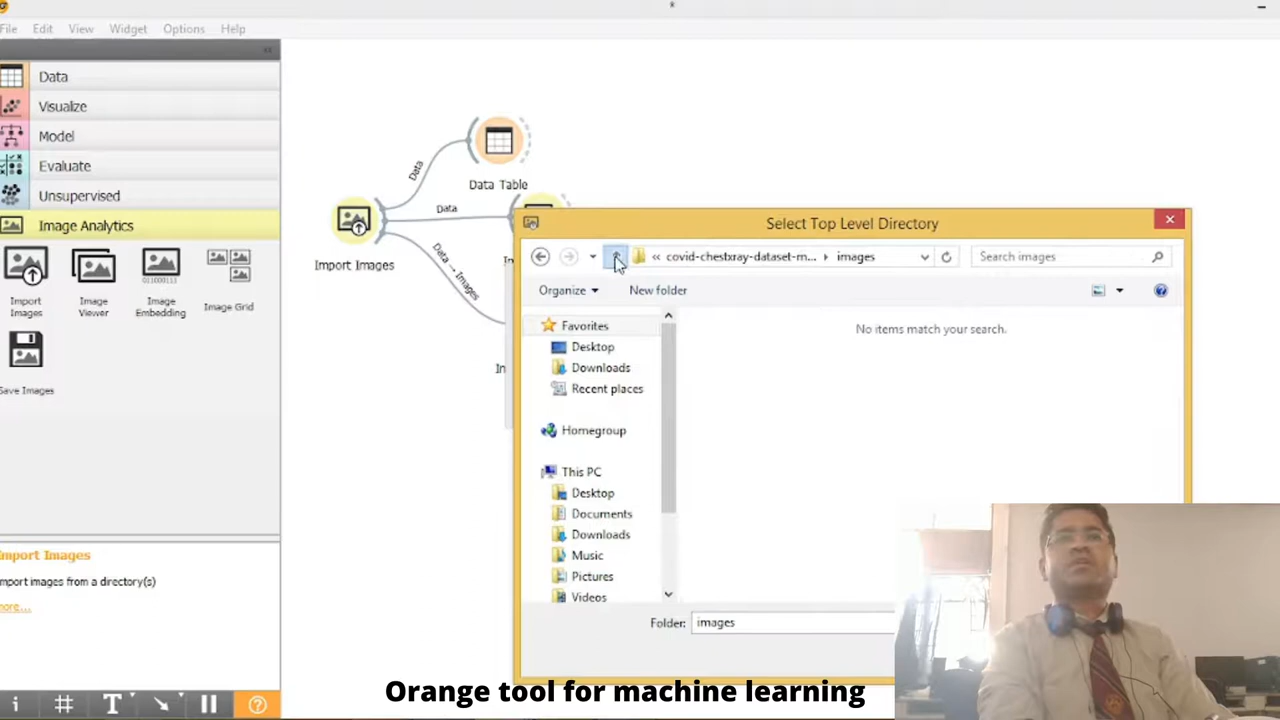 File Edit View Widget Options Help
*
Data
Visualize
Model
Evaluate
Unsupervised
Image Analytics
Import Images
Image Viewer
Image Embedding
Image Grid
Save Images
Import Images
import images from a directory(s)
more...
Data
Data Table
Data
Import Images
Data → Images
Select Top Level Directory
« covid-chestxray-dataset-m... images
Search images
Organize
New folder
No items match your search.
Favorites
Desktop
Downloads
Recent places
Homegroup
This PC
Desktop
Documents
Downloads
Music
Pictures
Videos
Folder: images
Orange tool for machine learning